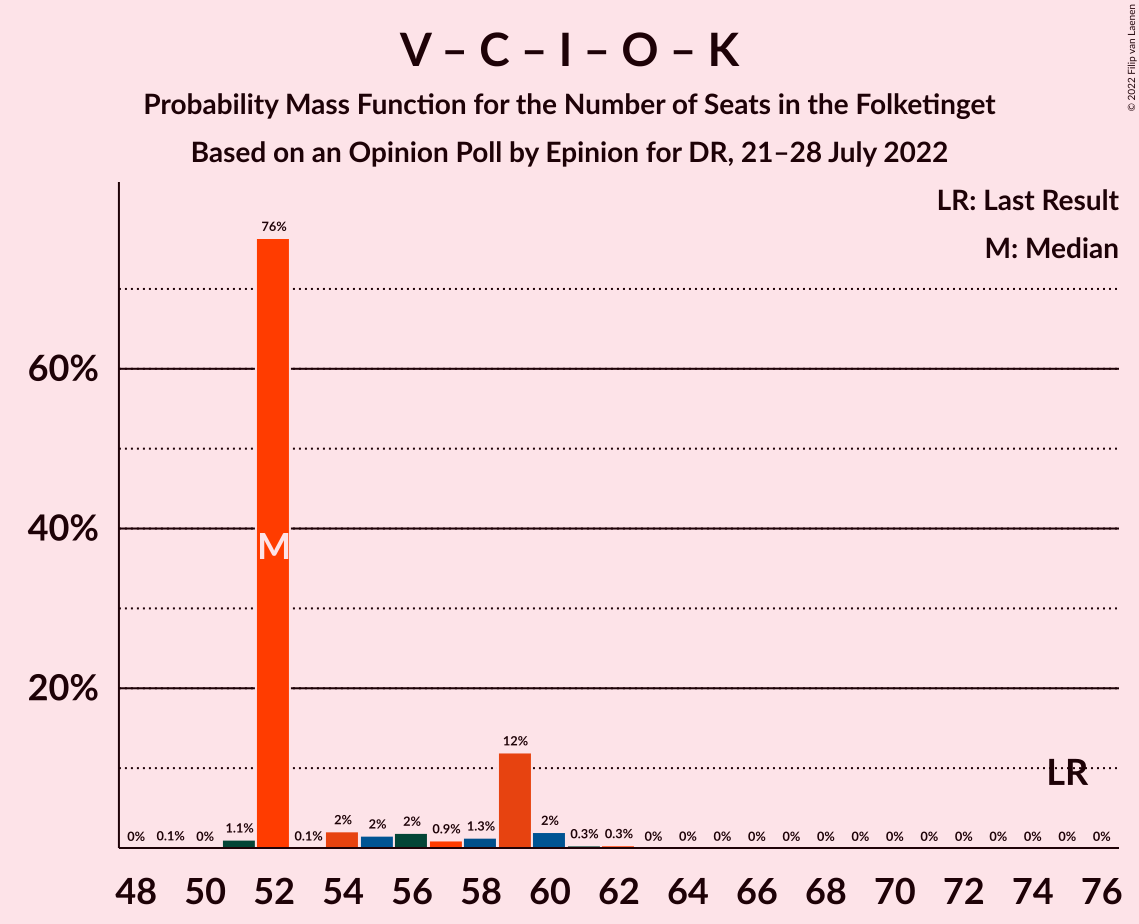 V – C – I – O – K
Probability Mass Function for the Number of Seats in the Folketinget
Based on an Opinion Poll by Epinion for DR, 21–28 July 2022
© 2022 Filip van Laenen
LR: Last Result
M: Median
60%
40%
20%
0% 0.1% 0% 1.1% 76% 0.1% 2% 2% 2% 0.9% 1.3% 12% 2% 0.3% 0.3% 0% 0% 0% 0% 0% 0% 0% 0% 0% 0% 0% 0% 0% 0%
M
LR
48 50 52 54 56 58 60 62 64 66 68 70 72 74 76